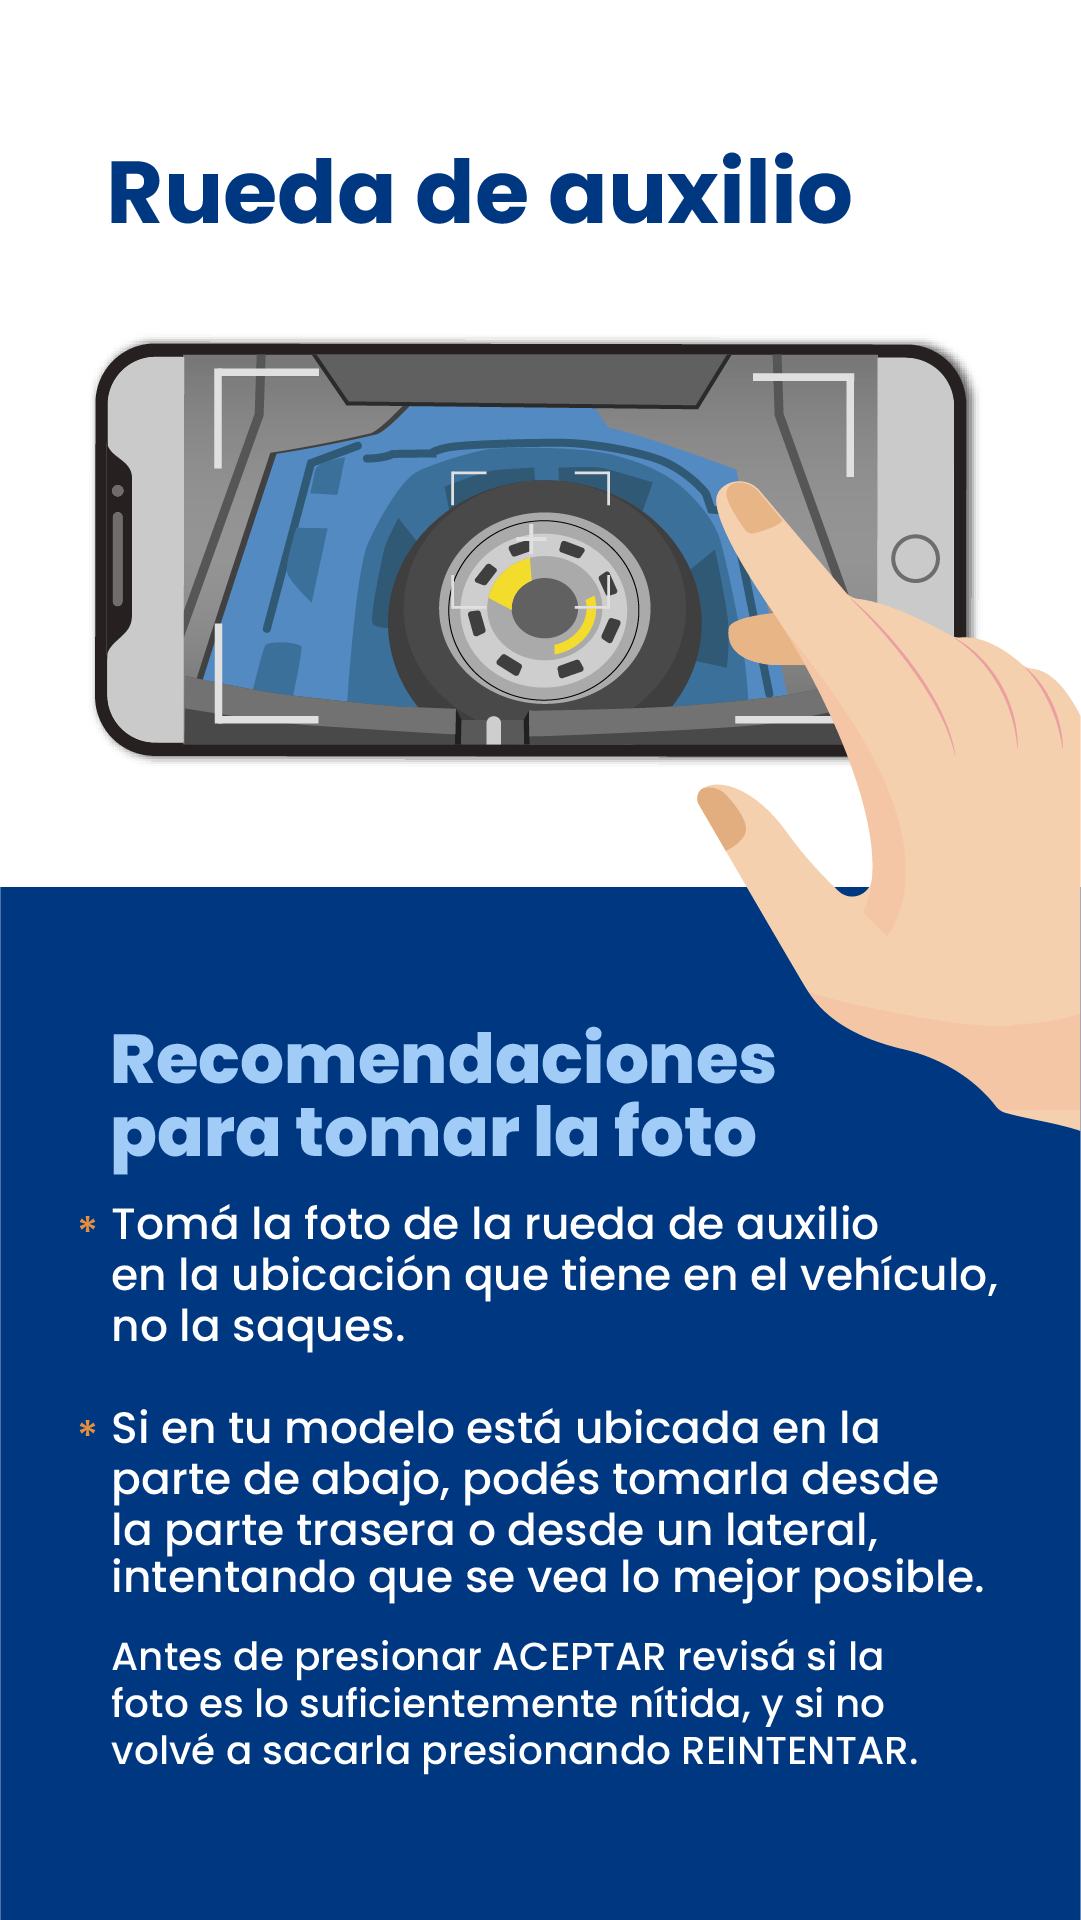 Rueda de auxilio
Recomendaciones
para tomar la foto
* Tomá la foto de la rueda de auxilio
en la ubicación que tiene en el vehículo,
no la saques.
* Si en tu modelo está ubicada en la
parte de abajo, podés tomarla desde
la parte trasera o desde un lateral,
intentando que se vea lo mejor posible.
Antes de presionar ACEPTAR revisá si la
foto es lo suficientemente nítida, y si no
volvé a sacarla presionando REINTENTAR.